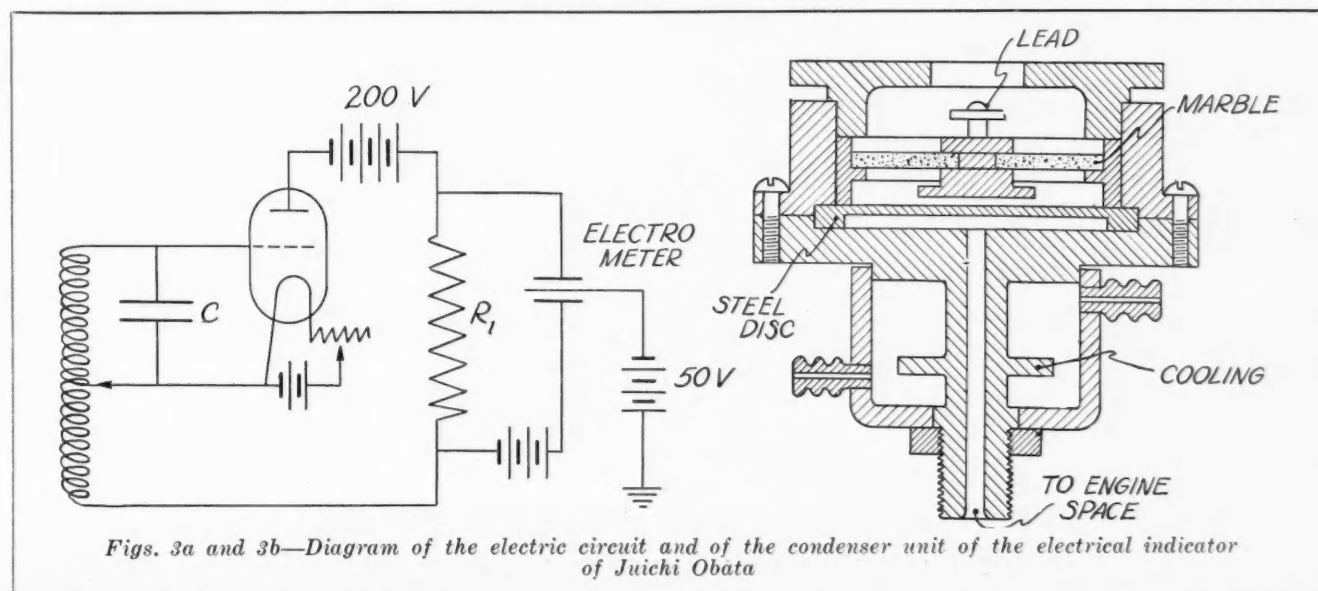 200 V
C
R1
ELECTRO
METER
50V
LEAD
MARBLE
STEEL
DISC
COOLING
TO ENGINE
SPACE
Figs. 3a and 3b—Diagram of the electric circuit and of the condenser unit of the electrical indicator
of Juichi Obata